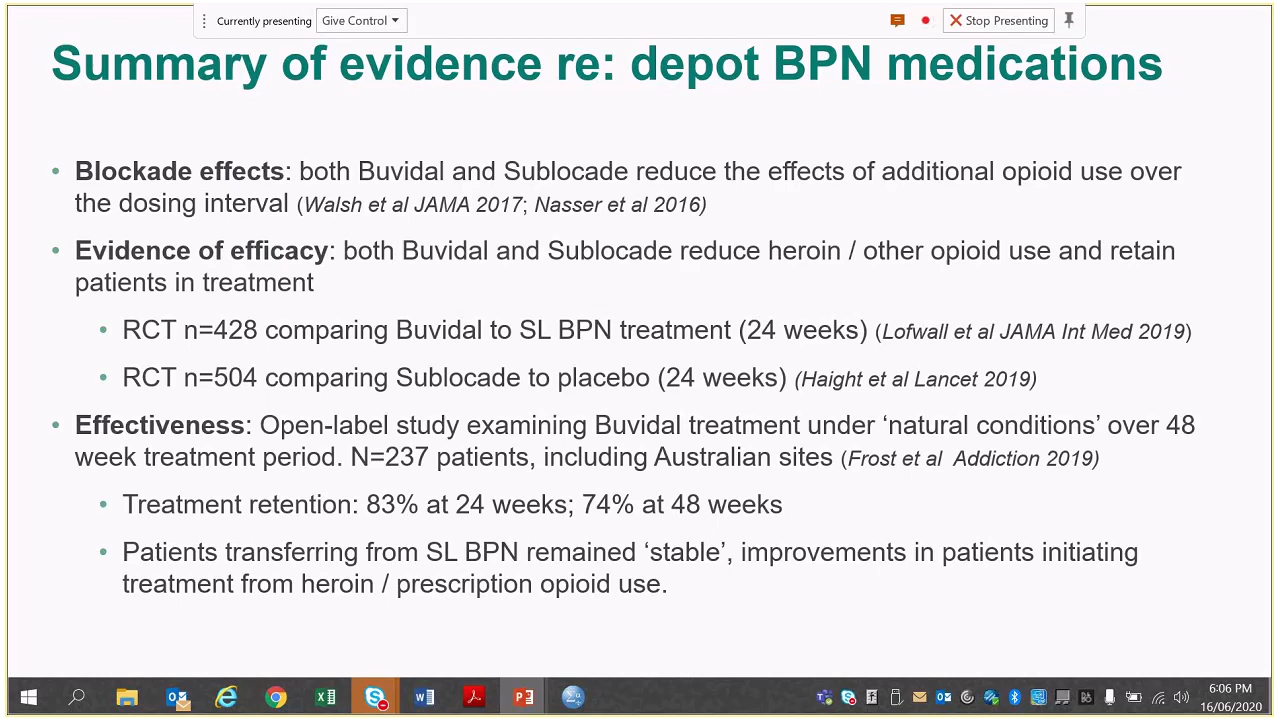 Currently presenting Give Control Stop Presenting
Summary of evidence re: depot BPN medications
• Blockade effects: both Buvidal and Sublocade reduce the effects of additional opioid use over
the dosing interval (Walsh et al JAMA 2017; Nasser et al 2016)
• Evidence of efficacy: both Buvidal and Sublocade reduce heroin / other opioid use and retain
patients in treatment
• RCT n=428 comparing Buvidal to SL BPN treatment (24 weeks) (Lofwall et al JAMA Int Med 2019)
• RCT n=504 comparing Sublocade to placebo (24 weeks) (Haight et al Lancet 2019)
• Effectiveness: Open-label study examining Buvidal treatment under ‘natural conditions’ over 48
week treatment period. N=237 patients, including Australian sites (Frost et al Addiction 2019)
• Treatment retention: 83% at 24 weeks; 74% at 48 weeks
• Patients transferring from SL BPN remained ‘stable’, improvements in patients initiating
treatment from heroin / prescription opioid use.
6:06 PM
16/06/2020